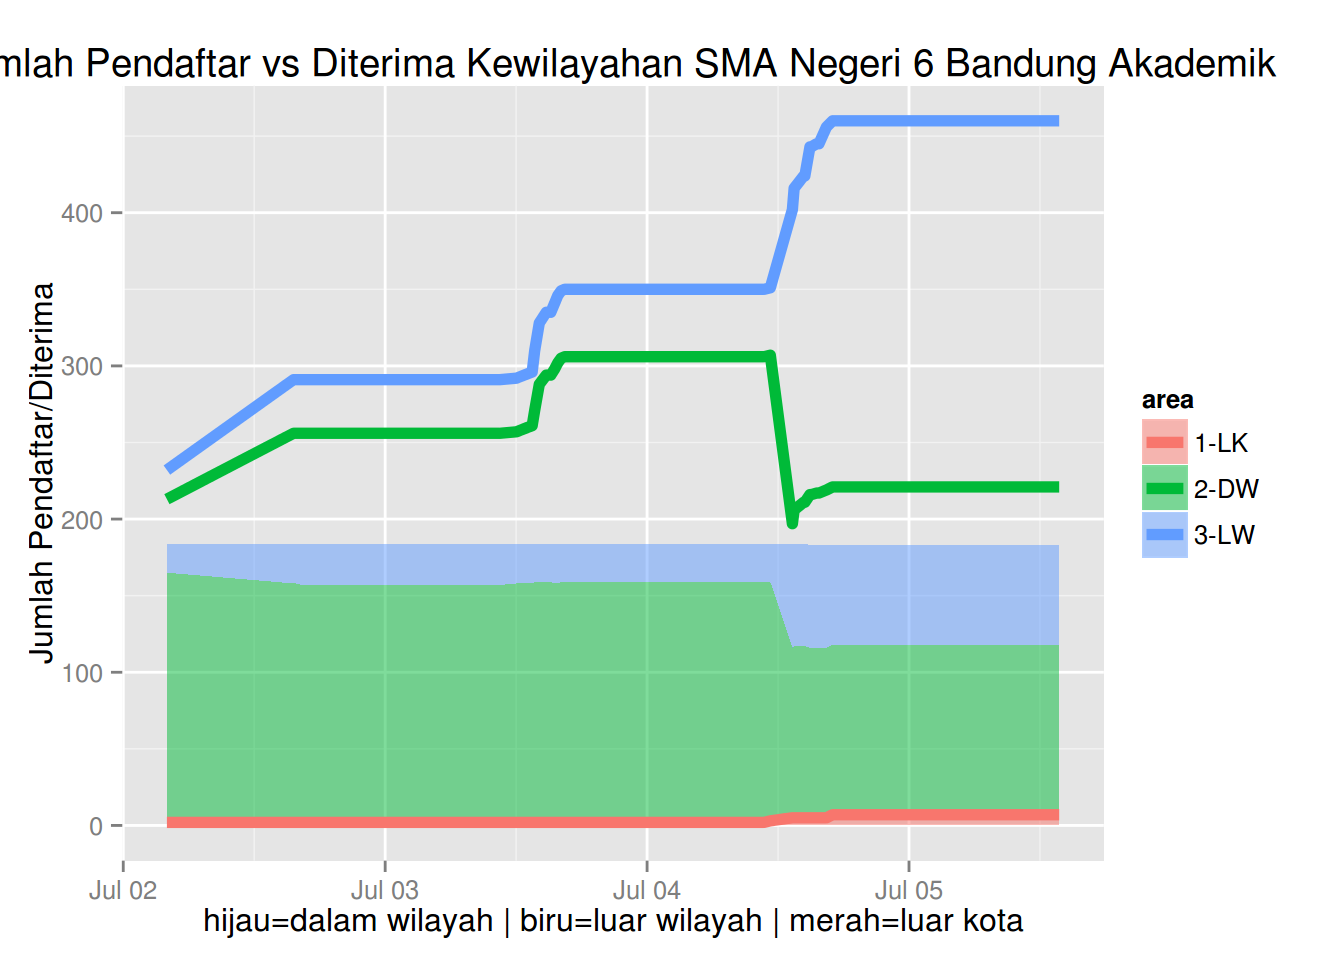 mlah Pendaftar vs Diterima Kewilayahan SMA Negeri 6 Bandung Akademik
Jumlah Pendaftar/Diterima
400
300
200
100
0
Jul 02
Jul 03
Jul 04
Jul 05
hijau=dalam wilayah | biru=luar wilayah | merah=luar kota
area
1-LK
2-DW
3-LW